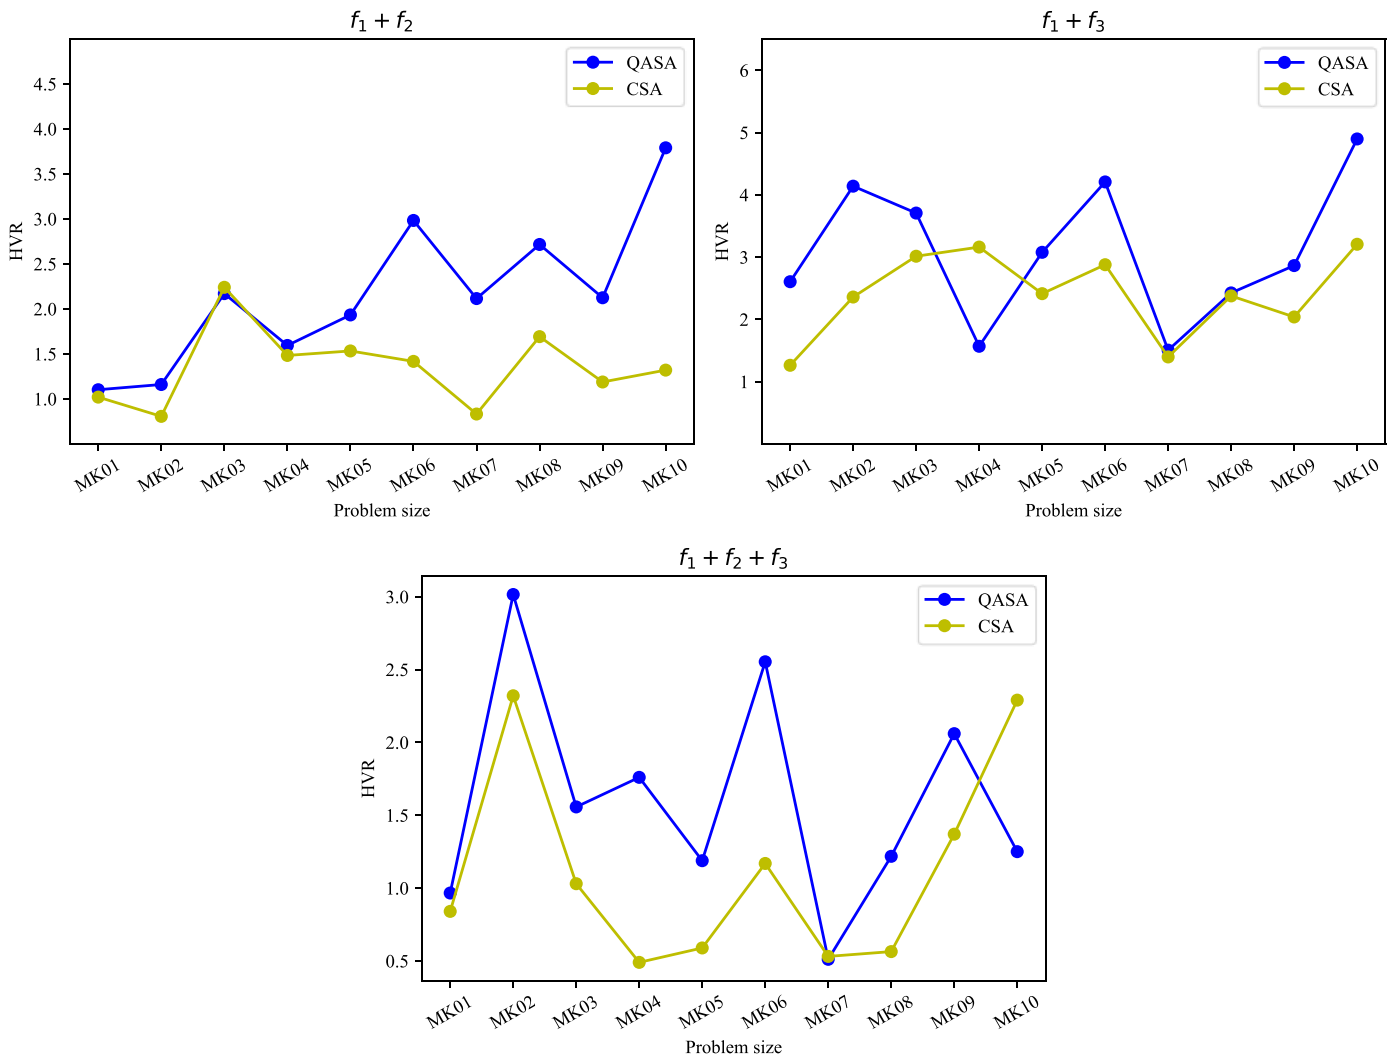 f₁ + f₂
QASA
CSA
4.5
4.0
3.5
3.0
2.5
2.0
1.5
1.0
HVR
MK01 MK02 MK03 MK04 MK05 MK06 MK07 MK08 MK09 MK10
Problem size
f₁ + f₃
QASA
CSA
6
5
4
3
2
1
HVR
MK01 MK02 MK03 MK04 MK05 MK06 MK07 MK08 MK09 MK10
Problem size
f₁ + f₂ + f₃
QASA
CSA
3.0
2.5
2.0
1.5
1.0
0.5
HVR
MK01 MK02 MK03 MK04 MK05 MK06 MK07 MK08 MK09 MK10
Problem size